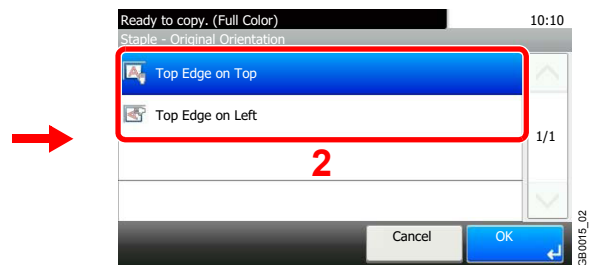 Ready to copy. (Full Color) 10:10
Staple - Original Orientation
Top Edge on Top
Top Edge on Left
1/1
2
Cancel OK
GB0015_02